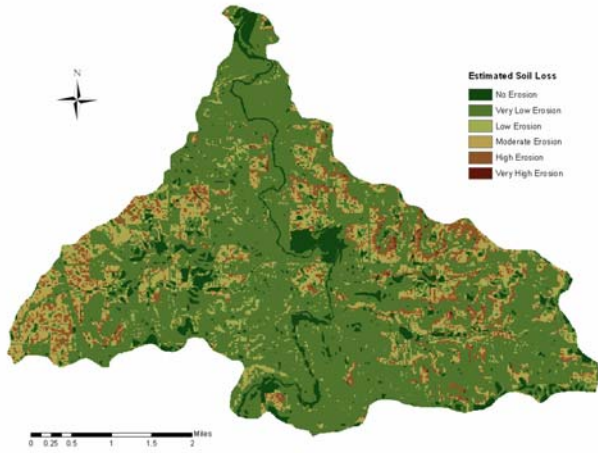 N
Estimated Soil Loss
No Erosion
Very Low Erosion
Low Erosion
Moderate Erosion
High Erosion
Very High Erosion
Miles
0 0.25 0.5 1 1.5 2